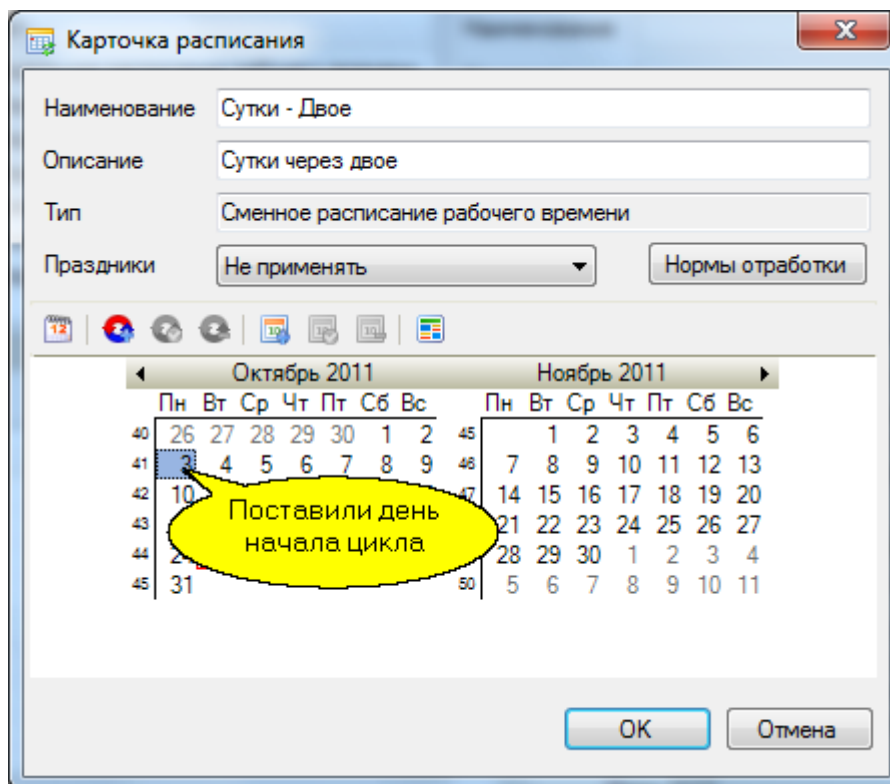 Карточка расписания
Наименование Сутки - Двое
Описание Сутки через двое
Тип Сменное расписание рабочего времени
Праздники Не применять Нормы отработки
Октябрь 2011 Ноябрь 2011
Пн Вт Ср Чт Пт Сб Вс Пн Вт Ср Чт Пт Сб Вс
40 26 27 28 29 30 1 2 45 1 2 3 4 5 6
41 3 4 5 6 7 8 9 46 7 8 9 10 11 12 13
42 10 47 14 15 16 17 18 19 20
43 21 22 23 24 25 26 27
44 28 29 30 1 2 3 4
45 31 50 5 6 7 8 9 10 11
Поставили день
начала цикла
OK Отмена